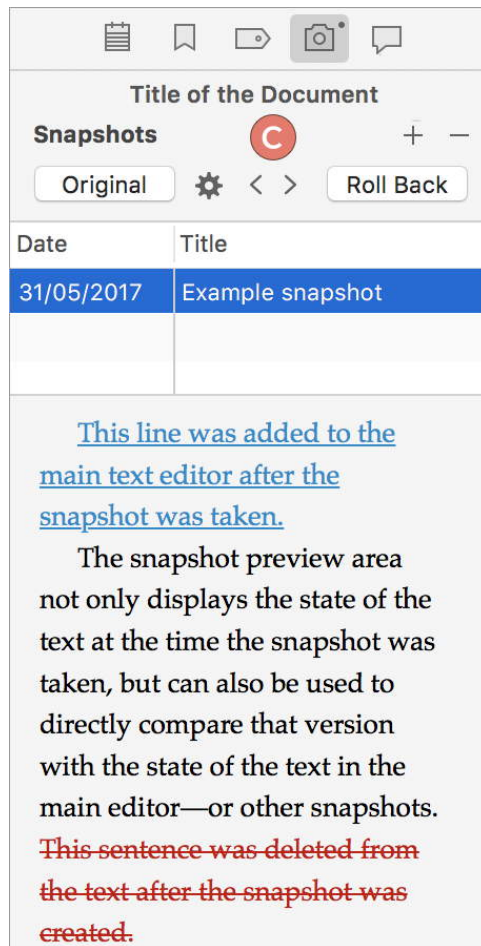 Title of the Document
Snapshots C + −
Original < > Roll Back
Date Title
31/05/2017 Example snapshot
This line was added to the
main text editor after the
snapshot was taken.
The snapshot preview area
not only displays the state of the
text at the time the snapshot was
taken, but can also be used to
directly compare that version
with the state of the text in the
main editor—or other snapshots.
This sentence was deleted from
the text after the snapshot was
created.